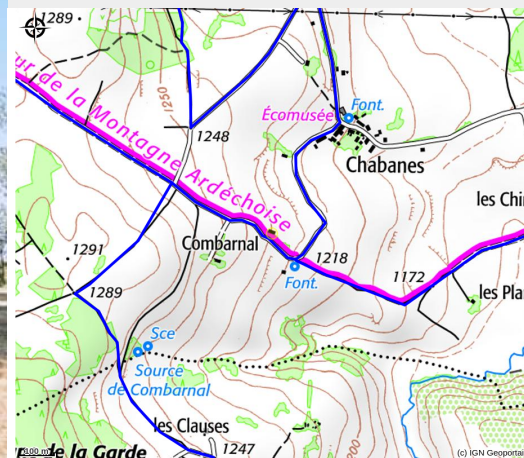 1289
1250
ur de la Montagne Ardéchoise
1248
Font.
Écomusée
Chabanes
les Chi
Combarnal
1218
1291
1172
Font.
1289
les Pla
Sce
Source
de Combarnal
les Clauses
1247
de la Garde
(c) IGN Geoporta